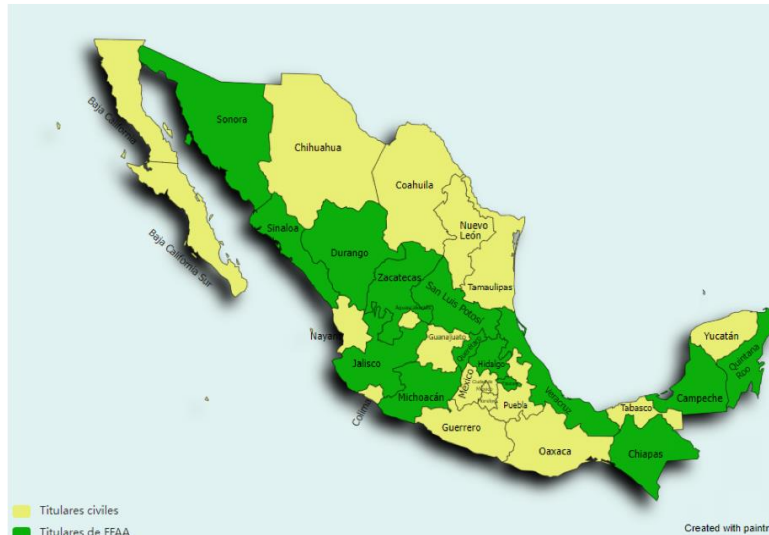 Baja California
Sonora
Chihuahua
Coahuila
Baja California Sur
Sinaloa
Durango
Nuevo
León
Tamaulipas
Zacatecas
San Luis Potosí
Nayarit
Guanajuato
Querétaro
Jalisco
Hidalgo
Michoacán
México
Colima
Puebla
Veracruz
Guerrero
Oaxaca
Tabasco
Chiapas
Yucatán
Quintana
Roo
Campeche
Titulares civiles
Titulares de FFAA
Created with paintr